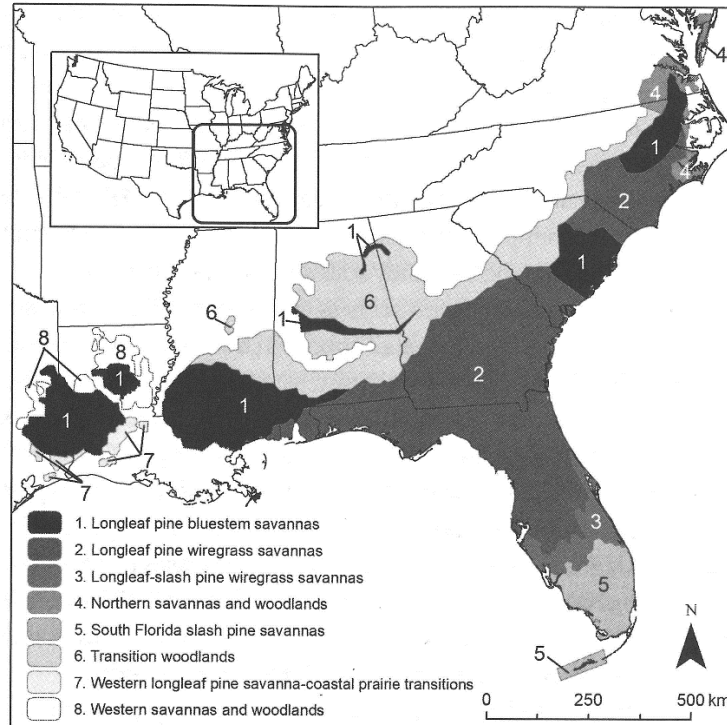 4
4
1
4
2
1
1
6
6
1
8
8
1
2
1
1
7
7
3
5
5
1. Longleaf pine bluestem savannas
2. Longleaf pine wiregrass savannas
3. Longleaf-slash pine wiregrass savannas
4. Northern savannas and woodlands
5. South Florida slash pine savannas
6. Transition woodlands
7. Western longleaf pine savanna-coastal prairie transitions
8. Western savannas and woodlands
N
0 250 500 km